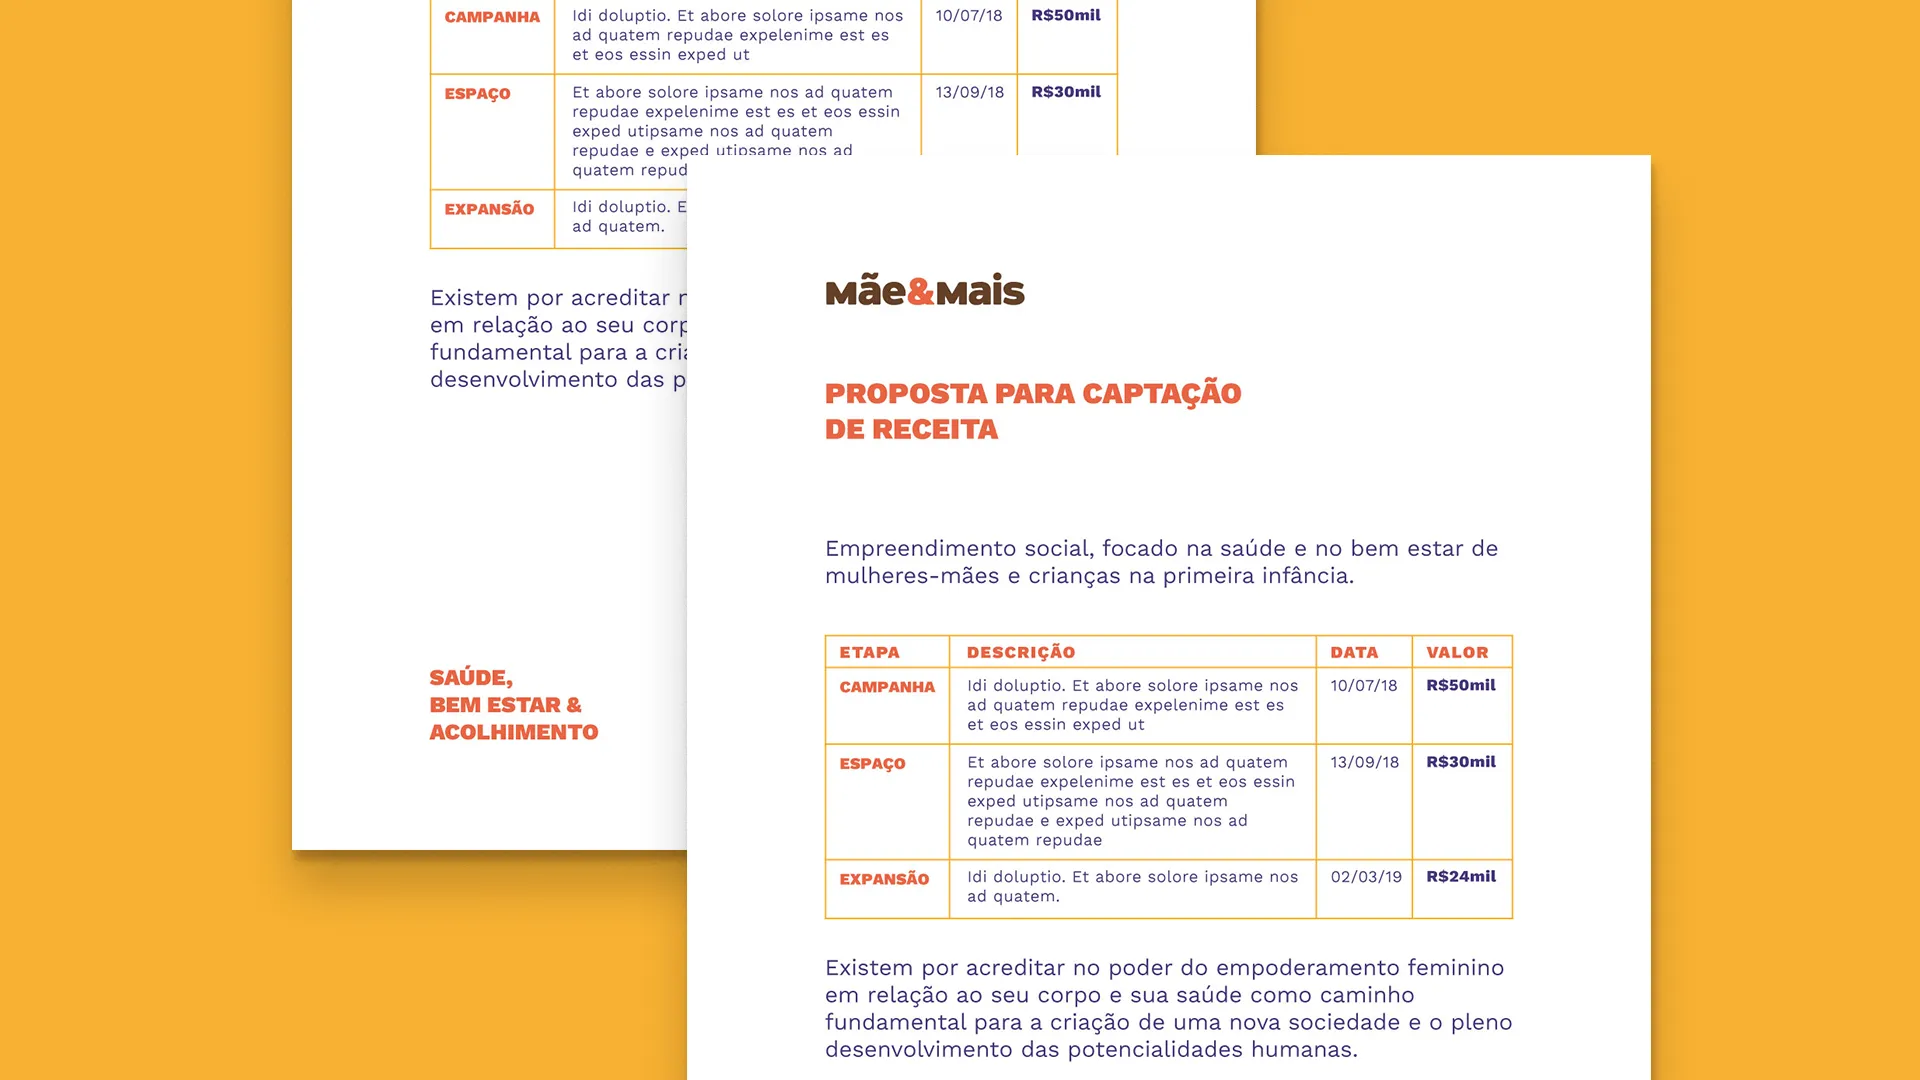 CAMPANHA Idi doluptio. Et abore solore ipsame nos 10/07/18 R$50mil
ad quatem repudae expelenime est es
et eos essin exped ut
ESPAÇO Et abore solore ipsame nos ad quatem 13/09/18 R$30mil
repudae expelenime est es et eos essin
exped utipsame nos ad quatem
repudae e exped utipsame nos ad
quatem repud
EXPANSÃO Idi doluptio. E
ad quatem.
Existem por acreditar n
em relação ao seu corp
fundamental para a cria
desenvolvimento das p
SAÚDE,
BEM ESTAR &
ACOLHIMENTO
Mãe&Mais
PROPOSTA PARA CAPTAÇÃO
DE RECEITA
Empreendimento social, focado na saúde e no bem estar de
mulheres-mães e crianças na primeira infância.
ETAPA DESCRIÇÃO DATA VALOR
CAMPANHA Idi doluptio. Et abore solore ipsame nos 10/07/18 R$50mil
ad quatem repudae expelenime est es
et eos essin exped ut
ESPAÇO Et abore solore ipsame nos ad quatem 13/09/18 R$30mil
repudae expelenime est es et eos essin
exped utipsame nos ad quatem
repudae e exped utipsame nos ad
quatem repudae
EXPANSÃO Idi doluptio. Et abore solore ipsame nos 02/03/19 R$24mil
ad quatem.
Existem por acreditar no poder do empoderamento feminino
em relação ao seu corpo e sua saúde como caminho
fundamental para a criação de uma nova sociedade e o pleno
desenvolvimento das potencialidades humanas.